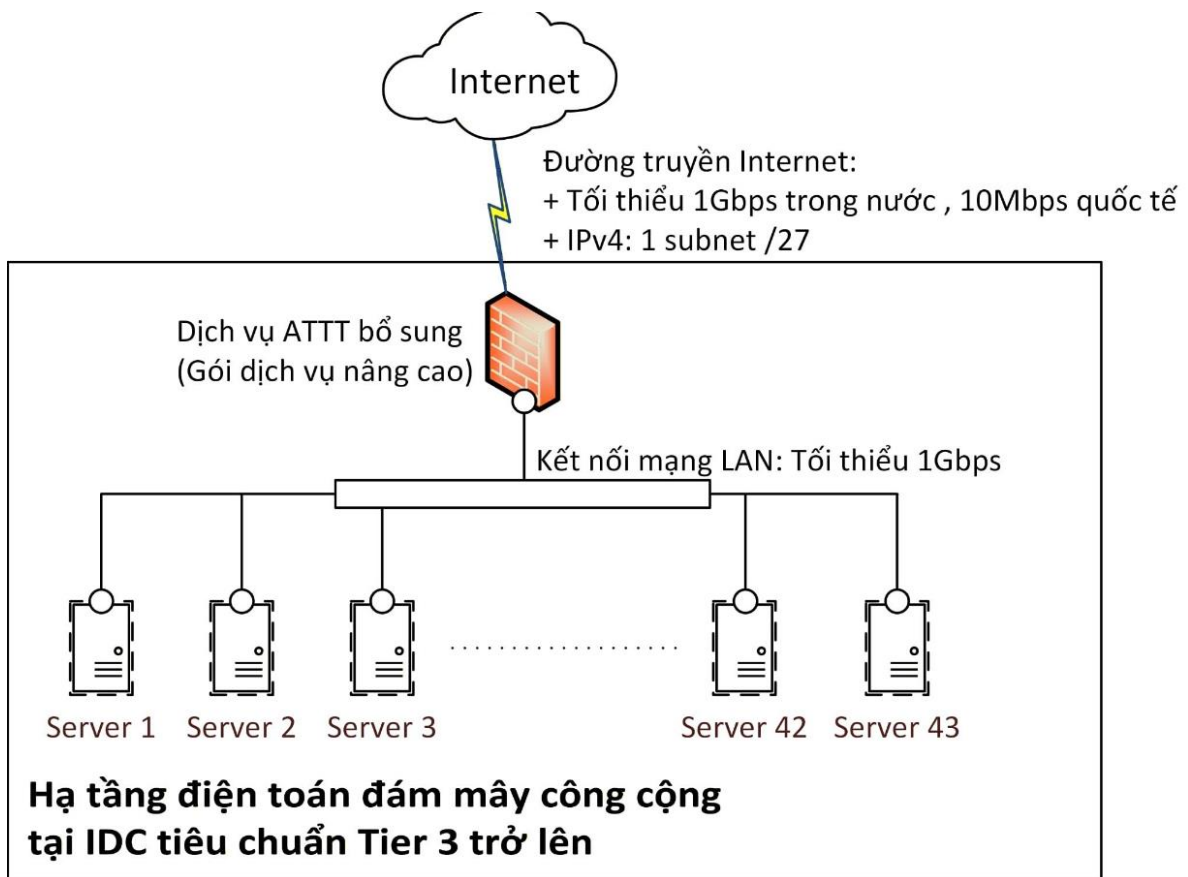 Internet
Đường truyền Internet:
+ Tối thiểu 1Gbps trong nước , 10Mbps quốc tế
+ IPv4: 1 subnet /27
Dịch vụ ATTT bổ sung
(Gói dịch vụ nâng cao)
Kết nối mạng LAN: Tối thiểu 1Gbps
Server 1
Server 2
Server 3
Server 42
Server 43
Hạ tầng điện toán đám mây công cộng
tại IDC tiêu chuẩn Tier 3 trở lên